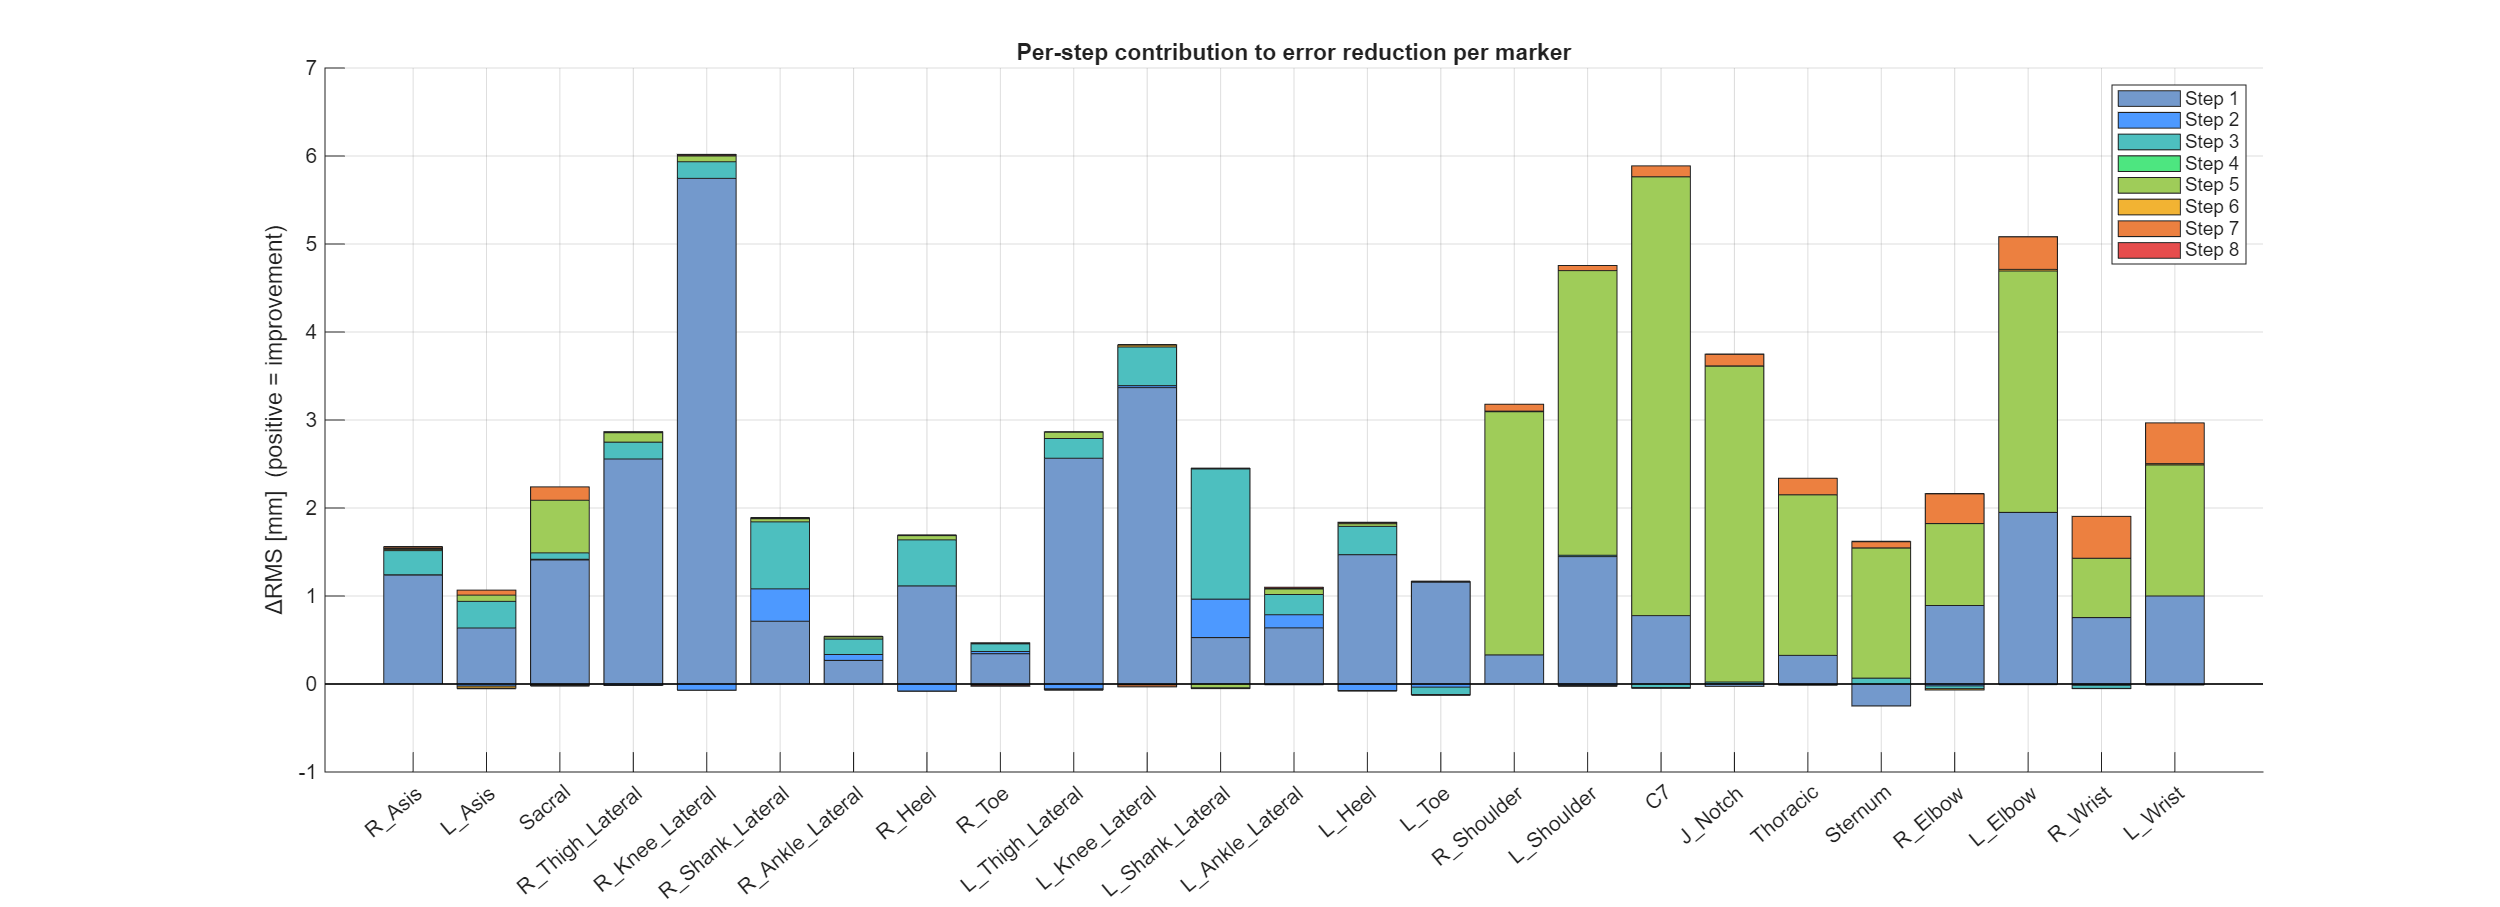 Per-step contribution to error reduction per marker
ΔRMS [mm]  (positive = improvement)
7
6
5
4
3
2
1
0
-1
Step 1
Step 2
Step 3
Step 4
Step 5
Step 6
Step 7
Step 8
R_Asis
L_Asis
Sacral
R_Thigh_Lateral
R_Knee_Lateral
R_Shank_Lateral
R_Ankle_Lateral
R_Heel
R_Toe
L_Thigh_Lateral
L_Knee_Lateral
L_Shank_Lateral
L_Ankle_Lateral
L_Heel
L_Toe
R_Shoulder
L_Shoulder
C7
J_Notch
Thoracic
Sternum
R_Elbow
L_Elbow
R_Wrist
L_Wrist